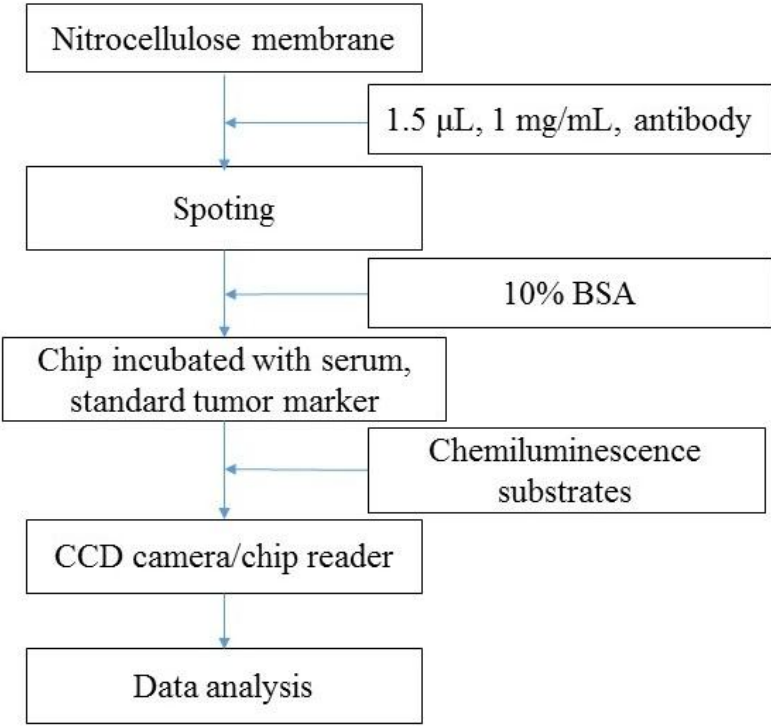 Nitrocellulose membrane
1.5 μL, 1 mg/mL, antibody
Spoting
10% BSA
Chip incubated with serum,
standard tumor marker
Chemiluminescence
substrates
CCD camera/chip reader
Data analysis